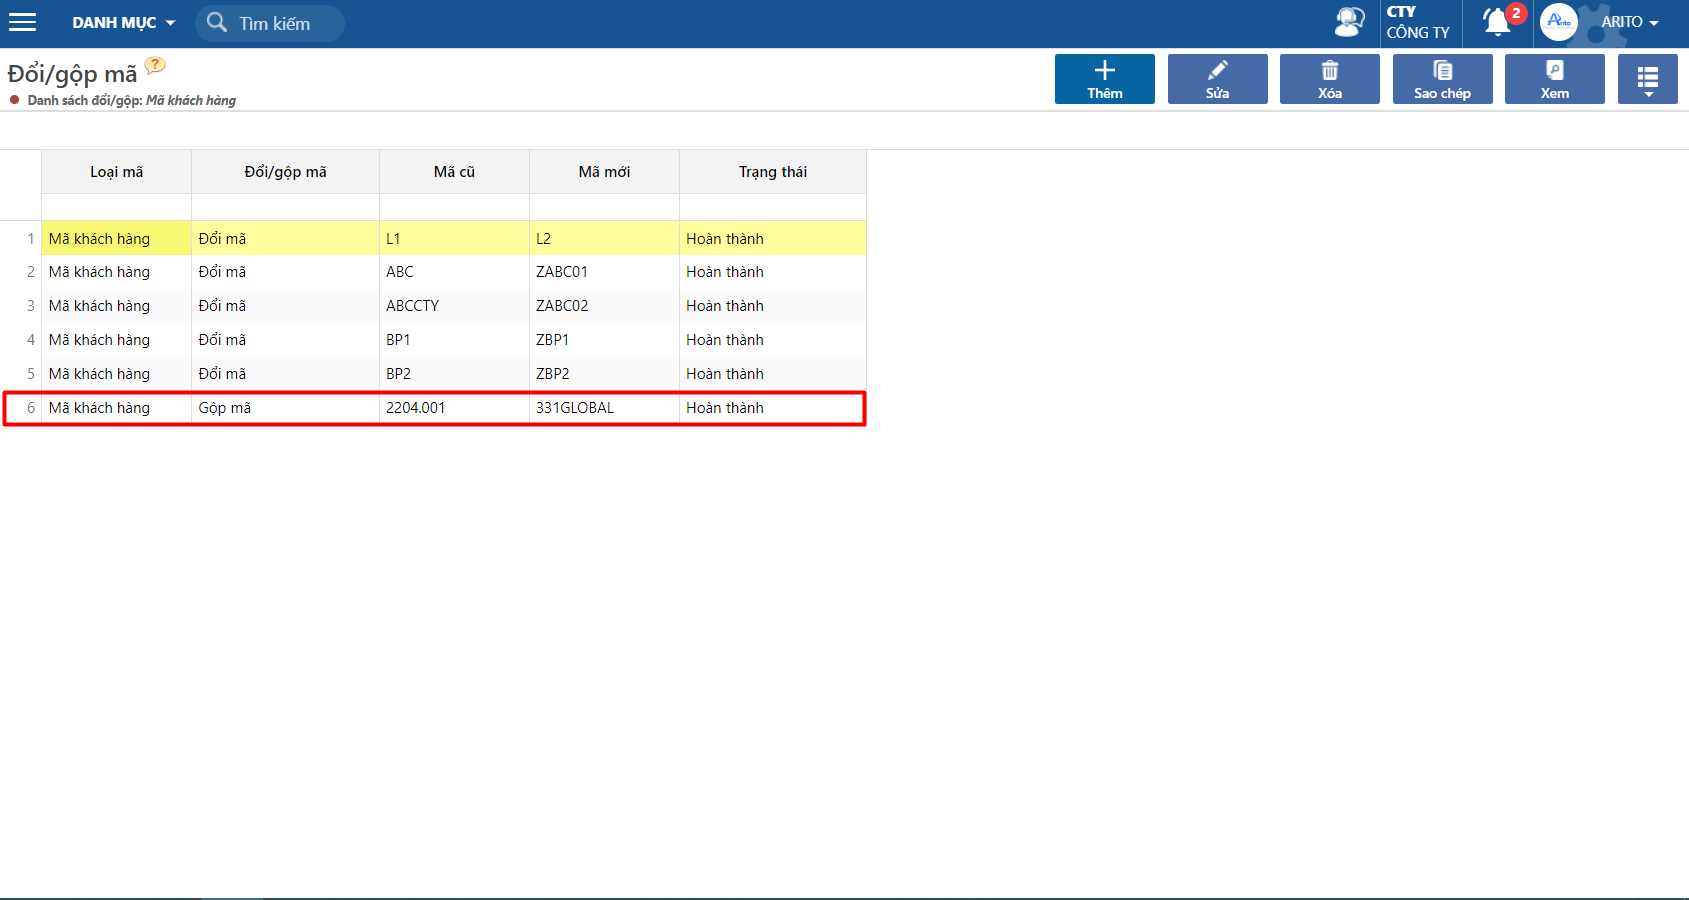 DANH MỤC
Tìm kiếm
CTY
CÔNG TY
2
Arito
ARITO
Đổi/gộp mã ?
Danh sách đổi/gộp: Mã khách hàng
Thêm
Sửa
Xóa
Sao chép
Xem
Loại mã Đổi/gộp mã Mã cũ Mã mới Trạng thái
1 Mã khách hàng Đổi mã L1 L2 Hoàn thành
2 Mã khách hàng Đổi mã ABC ZABC01 Hoàn thành
3 Mã khách hàng Đổi mã ABCCTY ZABC02 Hoàn thành
4 Mã khách hàng Đổi mã BP1 ZBP1 Hoàn thành
5 Mã khách hàng Đổi mã BP2 ZBP2 Hoàn thành
6 Mã khách hàng Gộp mã 2204.001 331GLOBAL Hoàn thành